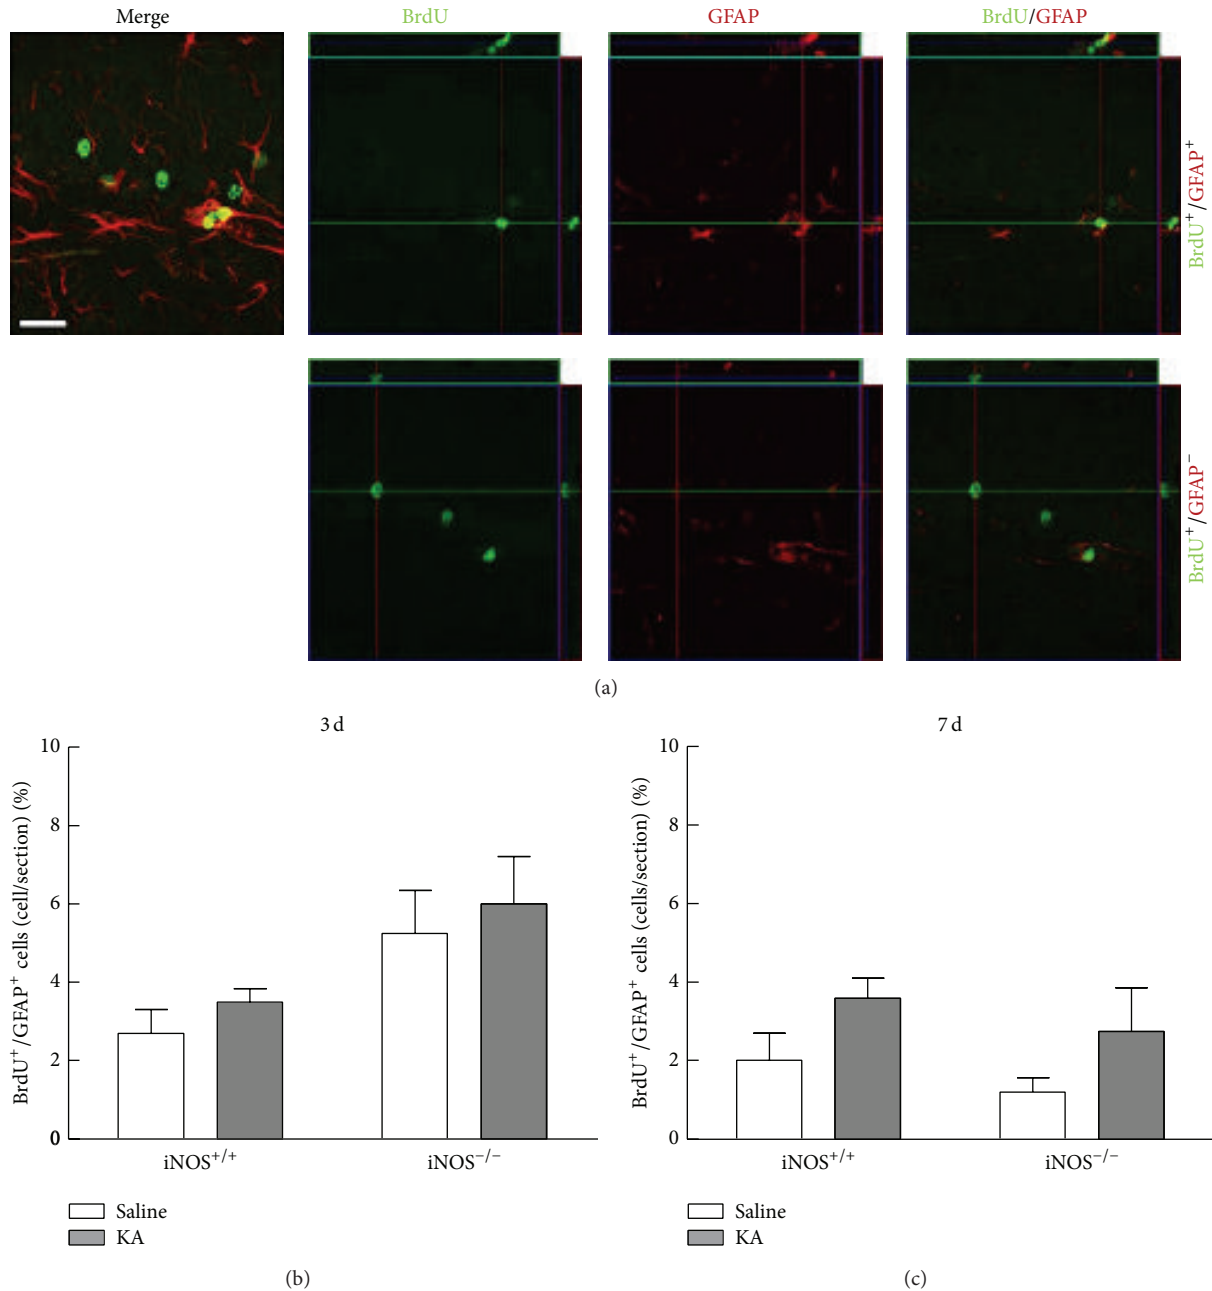 Merge
BrdU
GFAP
BrdU/GFAP
BrdU⁺/GFAP⁺
BrdU⁺/GFAP⁻
(a)
3 d
BrdU⁺/GFAP⁺ cells (cell/section) (%)
10
8
6
4
2
0
iNOS⁺/⁺
iNOS⁻/⁻
Saline
KA
(b)
7 d
BrdU⁺/GFAP⁺ cells (cells/section) (%)
10
8
6
4
2
0
iNOS⁺/⁺
iNOS⁻/⁻
Saline
KA
(c)